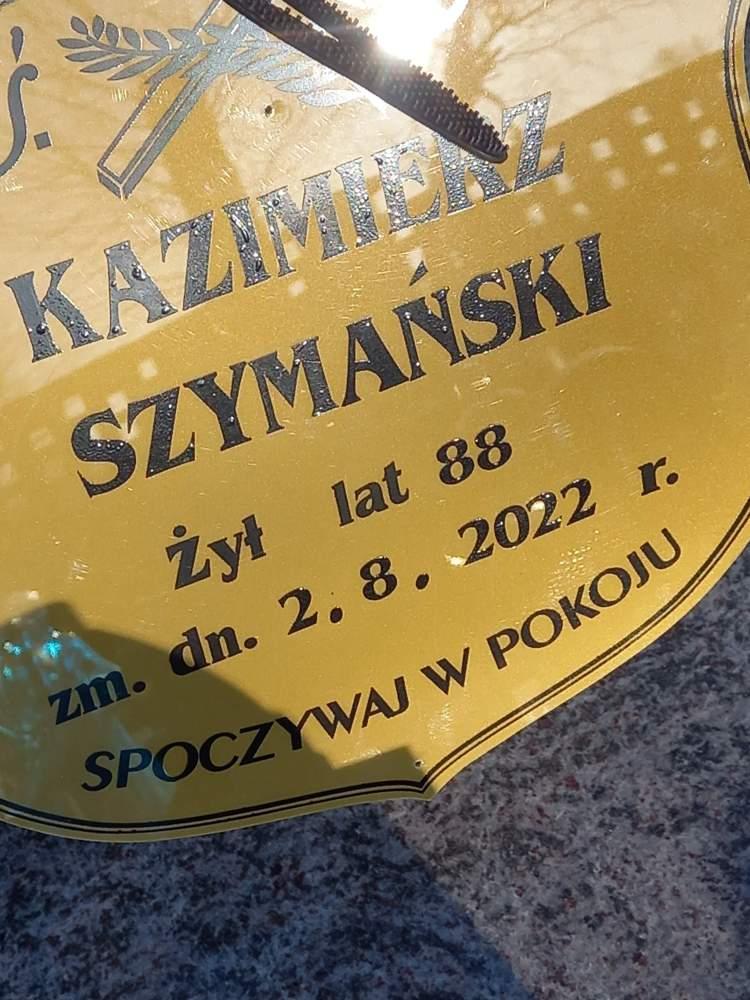 Ś.
KAZIMIERZ
SZYMAŃSKI
Żył lat 88
zm. dn. 2.8.2022 r.
SPOCZYWAJ W POKOJU